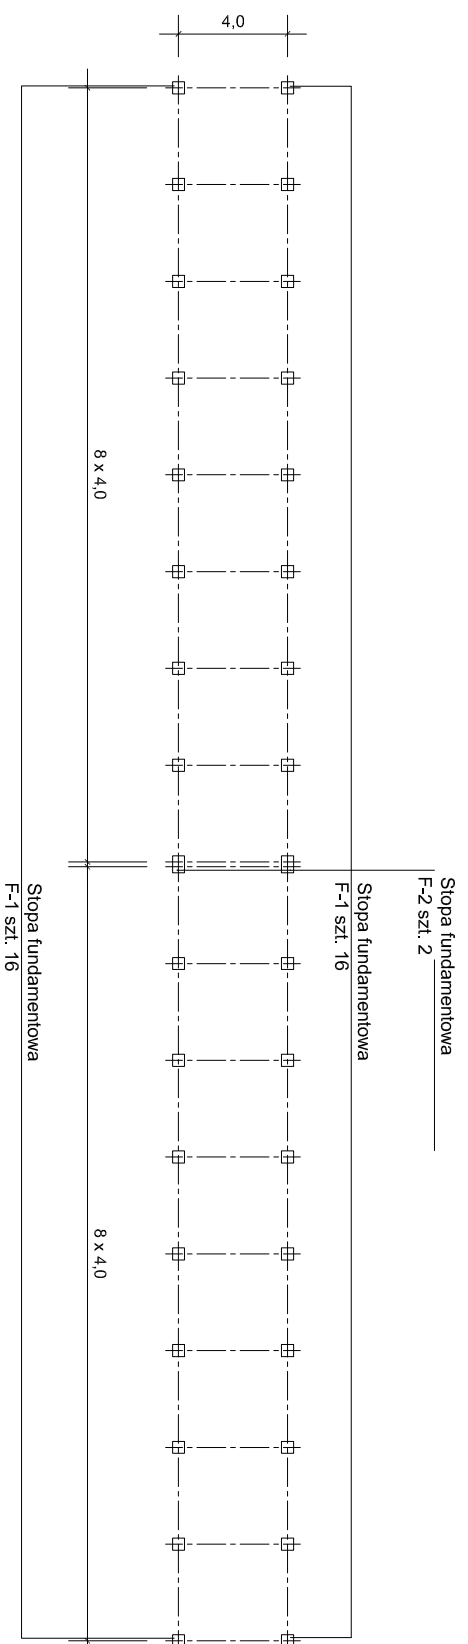 4,0
8 x 4,0
8 x 4,0
Stopa fundamentowa
F-2 szt. 2
Stopa fundamentowa
F-1 szt. 16
Stopa fundamentowa
F-1 szt. 16